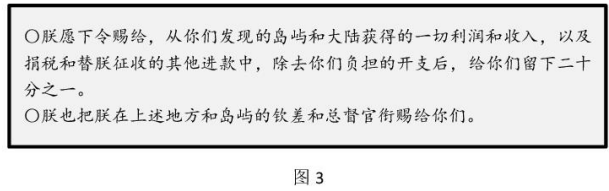 ○朕愿下令赐给，从你们发现的岛屿和大陆获得的一切利润和收入，以及
捐税和替朕征收的其他进款中，除去你们负担的开支后，给你们留下二十
分之一。
○朕也把朕在上述地方和岛屿的钦差和总督官衔赐给你们。
图 3